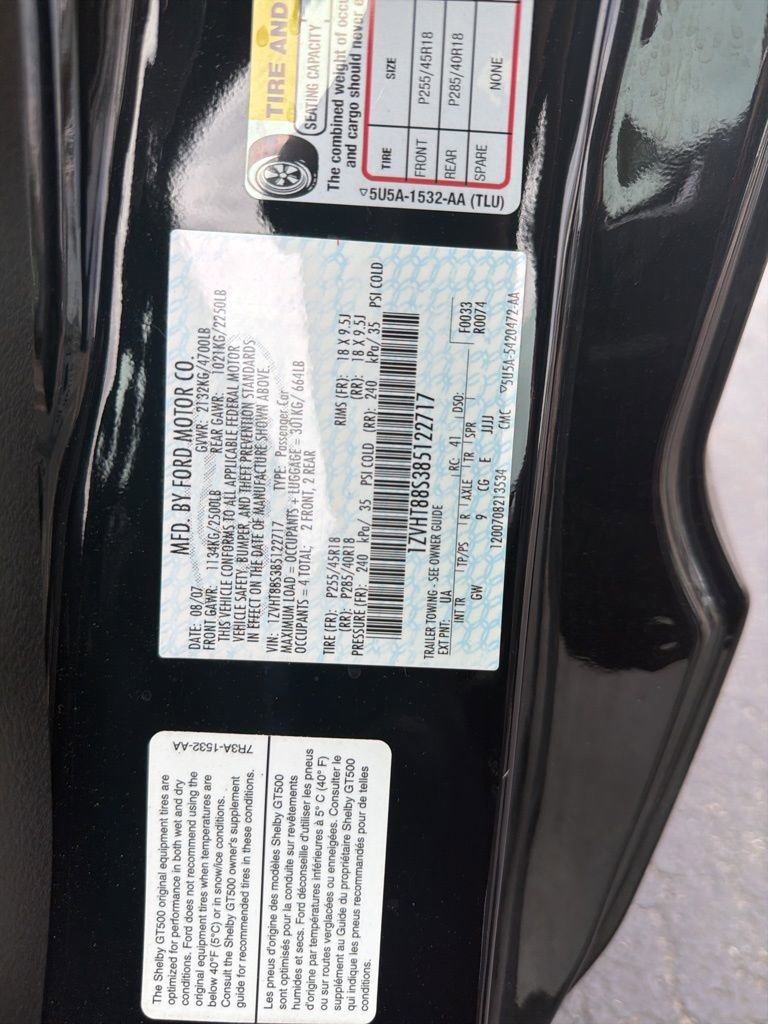 MFD. BY FORD MOTOR CO.
DATE: 08/07 GVWR: 2132KG/4700LB
FRONT GAWR: 1134KG/2500LB REAR GAWR: 1021KG/2250LB
THIS VEHICLE CONFORMS TO ALL APPLICABLE FEDERAL MOTOR
VEHICLE SAFETY, BUMPER, AND THEFT PREVENTION STANDARDS
IN EFFECT ON THE DATE OF MANUFACTURE SHOWN ABOVE.
VIN: 1ZVHT88S385122717 TYPE: Passenger Car
MAXIMUM LOAD = OCCUPANTS + LUGGAGE = 301KG/ 664LB
OCCUPANTS = 4 TOTAL; 2 FRONT, 2 REAR
TIRE (FR): P255/45R18 RIMS (FR): 18 X 9.5J
(RR): P285/40R18 (RR): 18 X 9.5J
PRESSURE (FR): 240 kPa/ 35 PSI COLD (RR): 240 kPa/ 35 PSI COLD
1ZVHT88S385122717
TRAILER TOWING - SEE OWNER GUIDE
EXT PNT: UA RC: 41 DSO: F0033
R0074
INT TR TP/PS R AXLE TR SPR
GW 9 CG E JJJJ
1200708213534 CMC ▽5U5A-5420472-AA
TIRE AND
SEATING CAPACITY
The combined weight of occu
and cargo should never e
TIRE SIZE
FRONT P255/45R18
REAR P285/40R18
SPARE NONE
▽5U5A-1532-AA (TLU)
The Shelby GT500 original equipment tires are
optimized for performance in both wet and dry
conditions. Ford does not recommend using the
original equipment tires when temperatures are
below 40°F (5°C) or in snow/ice conditions.
Consult the Shelby GT500 owner's supplement
guide for recommended tires in these conditions.
7R3A-1532-AA
Les pneus d'origine des modèles Shelby GT500
sont optimisés pour la conduite sur revêtements
humides et secs. Ford déconseille d'utiliser les pneus
d'origine par températures inférieures à 5° C (40° F)
ou sur routes verglacées ou enneigées. Consulter le
supplément au Guide du propriétaire Shelby GT500
qui indique les pneus recommandés pour de telles
conditions.